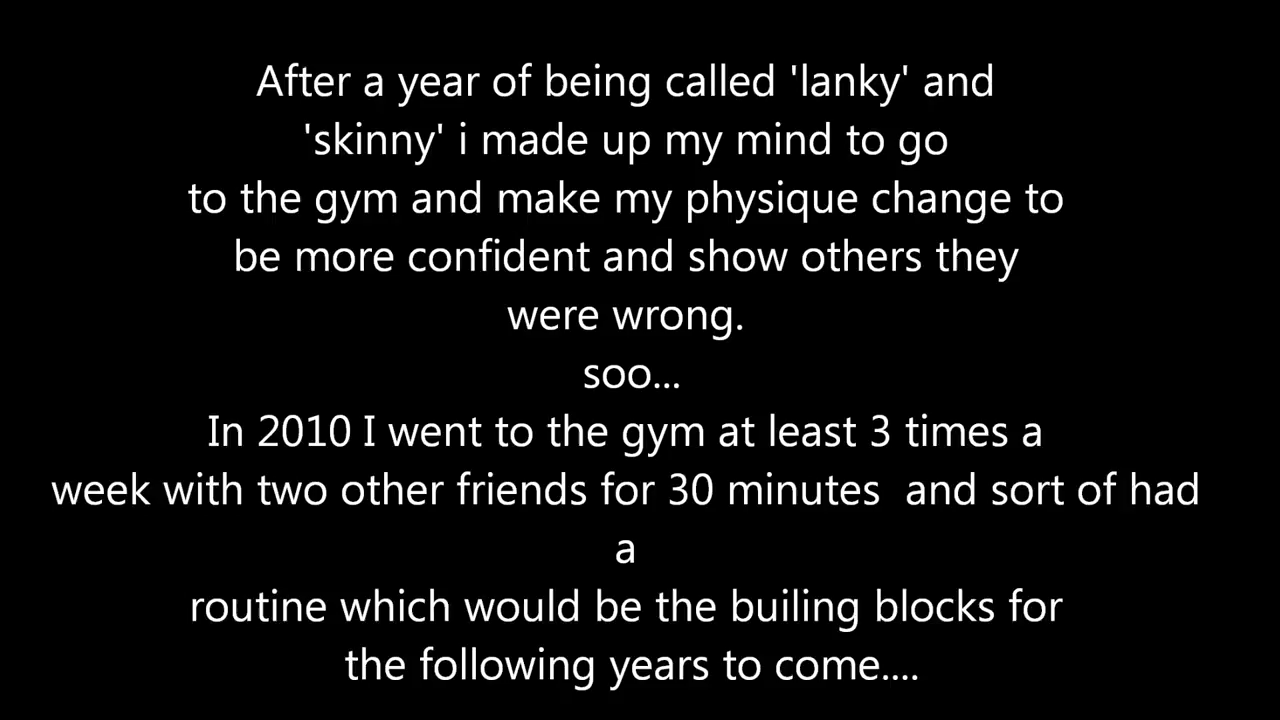 After a year of being called 'lanky' and
'skinny' i made up my mind to go
to the gym and make my physique change to
be more confident and show others they
were wrong.
soo...
In 2010 I went to the gym at least 3 times a
week with two other friends for 30 minutes  and sort of had
a
routine which would be the builing blocks for
the following years to come....